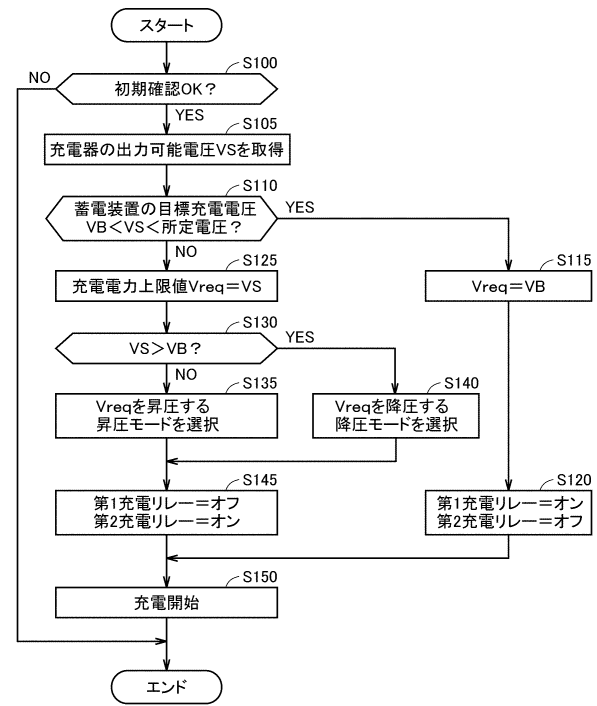 スタート
S100
NO
初期確認OK？
YES
S105
充電器の出力可能電圧VSを取得
S110
蓄電装置の目標充電電圧
VB＜VS＜所定電圧？
YES
NO
S125
充電電力上限値Vreq＝VS
S115
Vreq＝VB
S130
VS＞VB？
YES
NO
S135
Vreqを昇圧する
昇圧モードを選択
S140
Vreqを降圧する
降圧モードを選択
S145
第1充電リレー＝オフ
第2充電リレー＝オン
S120
第1充電リレー＝オン
第2充電リレー＝オフ
S150
充電開始
エンド